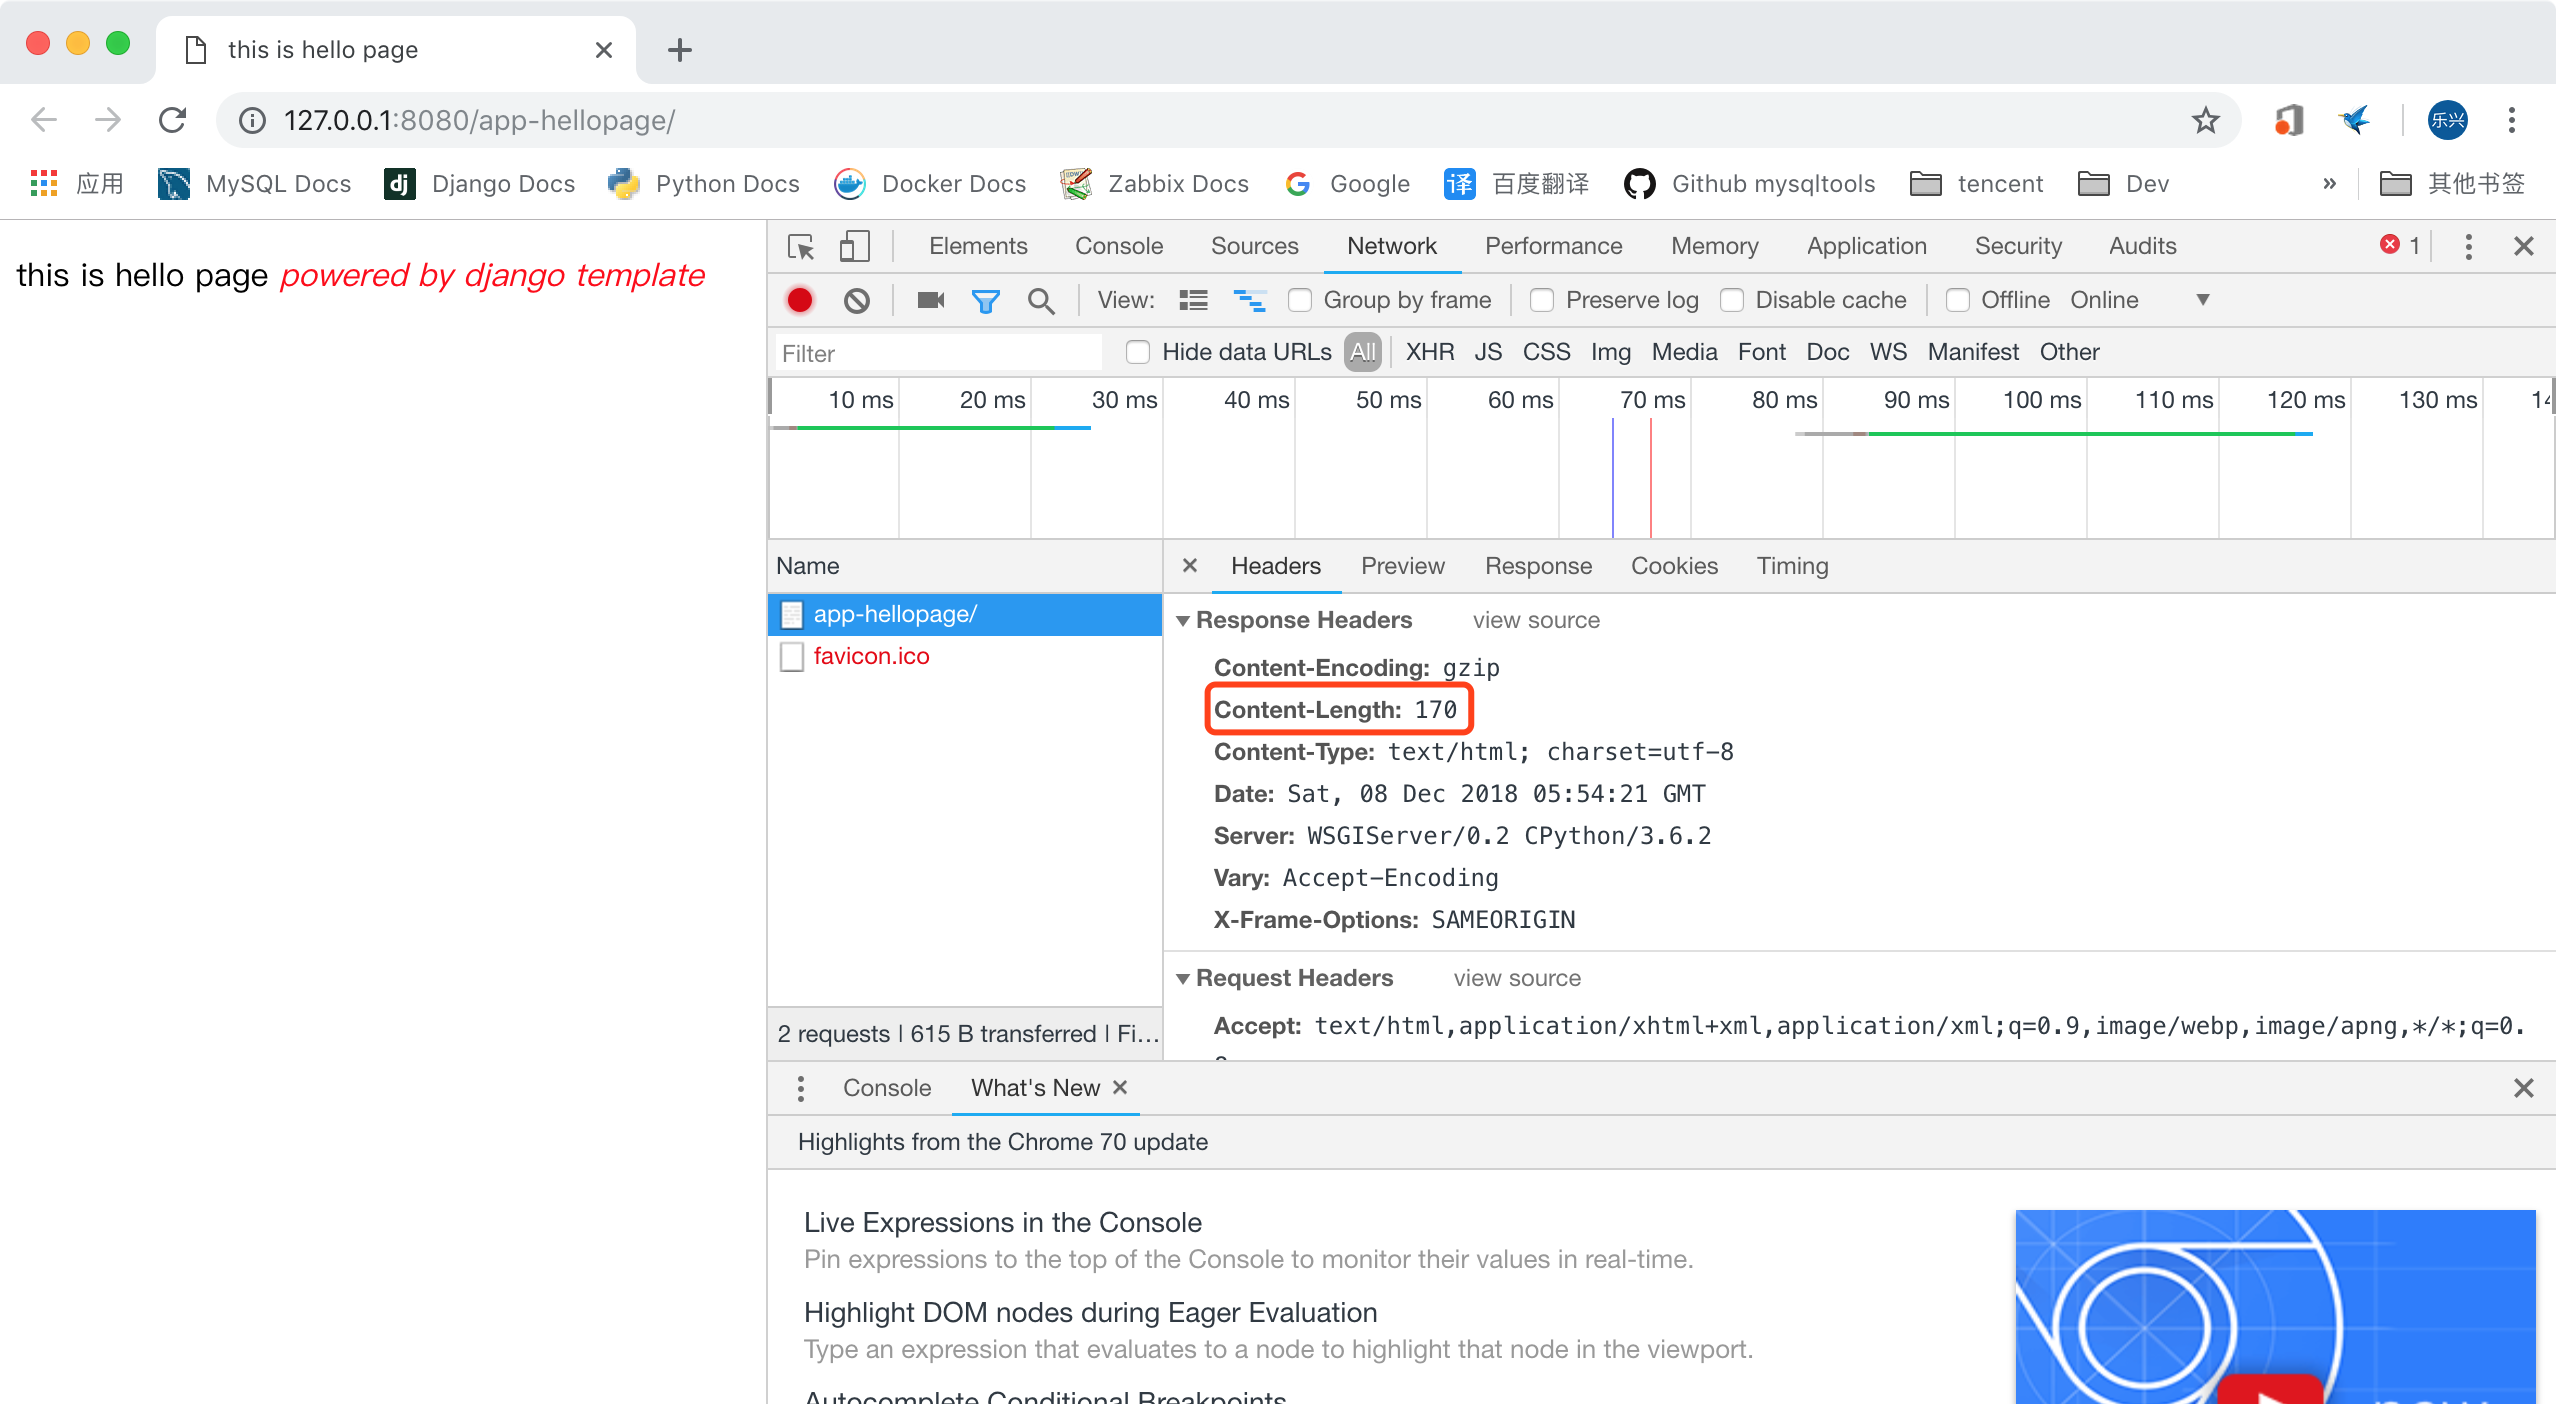 this is hello page
127.0.0.1:8080/app-hellopage/
乐兴
应用 MySQL Docs dj Django Docs Python Docs Docker Docs Zabbix Docs Google 译 百度翻译 Github mysqltools tencent Dev » 其他书签
this is hello page powered by django template
Elements Console Sources Network Performance Memory Application Security Audits 1
View: Group by frame Preserve log Disable cache Offline Online
Filter Hide data URLs All XHR JS CSS Img Media Font Doc WS Manifest Other
10 ms 20 ms 30 ms 40 ms 50 ms 60 ms 70 ms 80 ms 90 ms 100 ms 110 ms 120 ms 130 ms
Name
app-hellopage/
favicon.ico
2 requests | 615 B transferred | Fi...
Headers Preview Response Cookies Timing
Response Headers view source
Content-Encoding: gzip
Content-Length: 170
Content-Type: text/html; charset=utf-8
Date: Sat, 08 Dec 2018 05:54:21 GMT
Server: WSGIServer/0.2 CPython/3.6.2
Vary: Accept-Encoding
X-Frame-Options: SAMEORIGIN
Request Headers view source
Accept: text/html,application/xhtml+xml,application/xml;q=0.9,image/webp,image/apng,*/*;q=0.
Console What's New
Highlights from the Chrome 70 update
Live Expressions in the Console
Pin expressions to the top of the Console to monitor their values in real-time.
Highlight DOM nodes during Eager Evaluation
Type an expression that evaluates to a node to highlight that node in the viewport.
Autocomplete Conditional Breakpoints